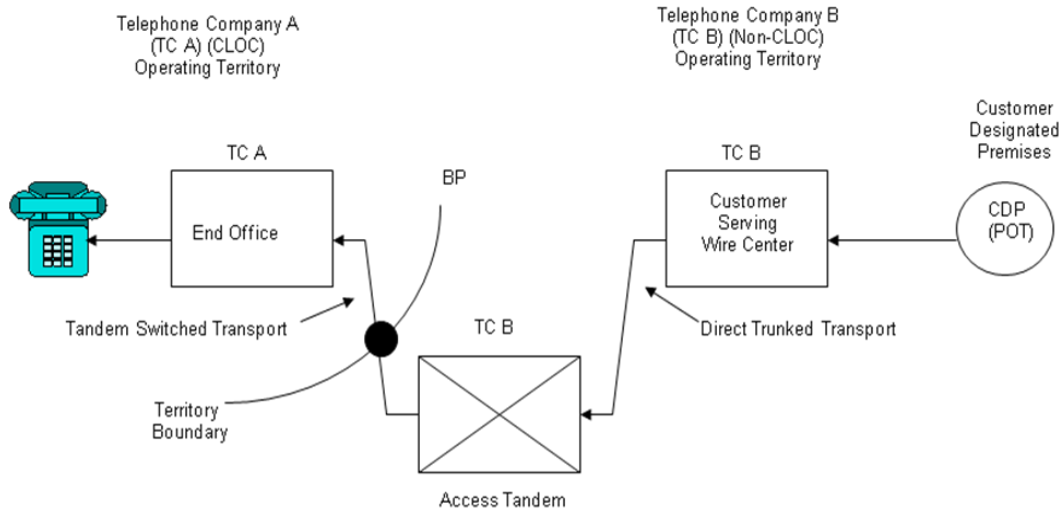 Telephone Company A
(TC A) (CLOC)
Operating Territory
Telephone Company B
(TC B) (Non-CLOC)
Operating Territory
Customer
Designated
Premises
TC A
BP
TC B
End Office
Customer
Serving
Wire Center
CDP
(POT)
Tandem Switched Transport
TC B
Direct Trunked Transport
Territory
Boundary
Access Tandem